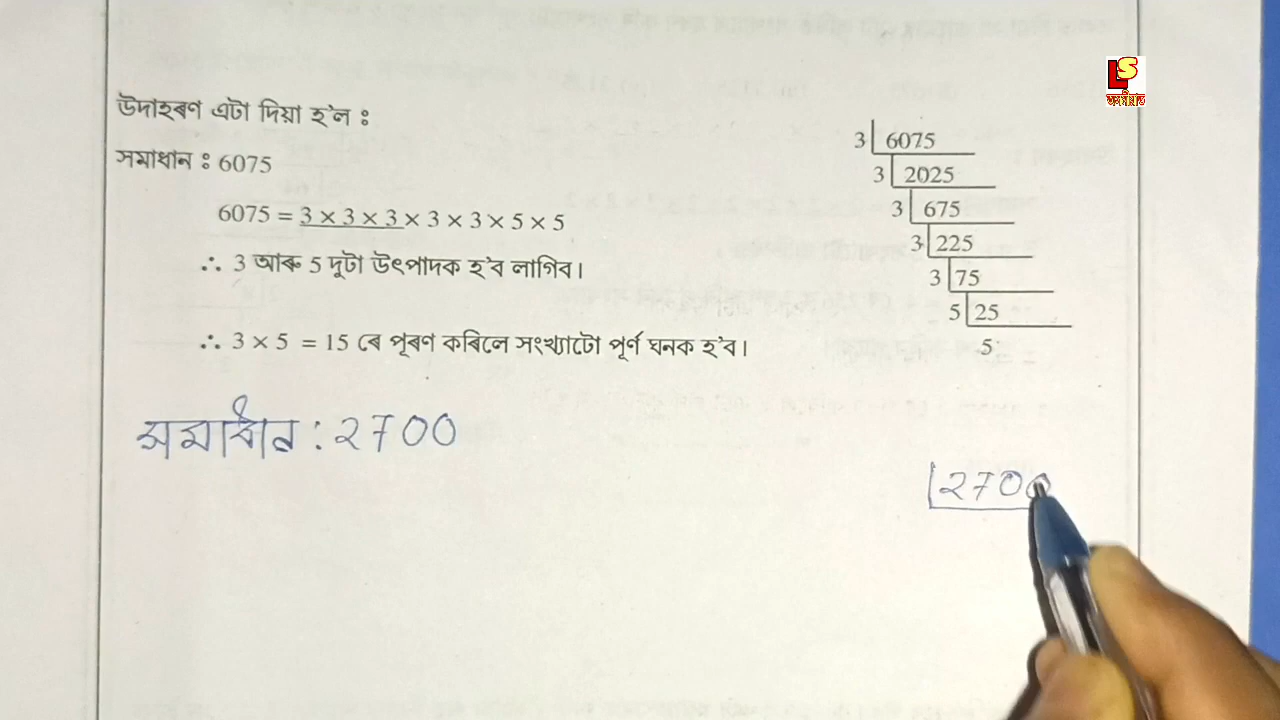 LS
অসমীয়াত
উদাহৰণ এটা দিয়া হ'ল ঃ
সমাধান ঃ 6075
6075 = 3 × 3 × 3 × 3 × 3 × 5 × 5
∴ 3 আৰু 5 দুটা উৎপাদক হ'ব লাগিব।
∴ 3 × 5 = 15 ৰে পূৰণ কৰিলে সংখ্যাটো পূৰ্ণ ঘনক হ'ব।
3 6075
3 2025
3 675
3 225
3 75
5 25
5
সমাধান : 2700
2700